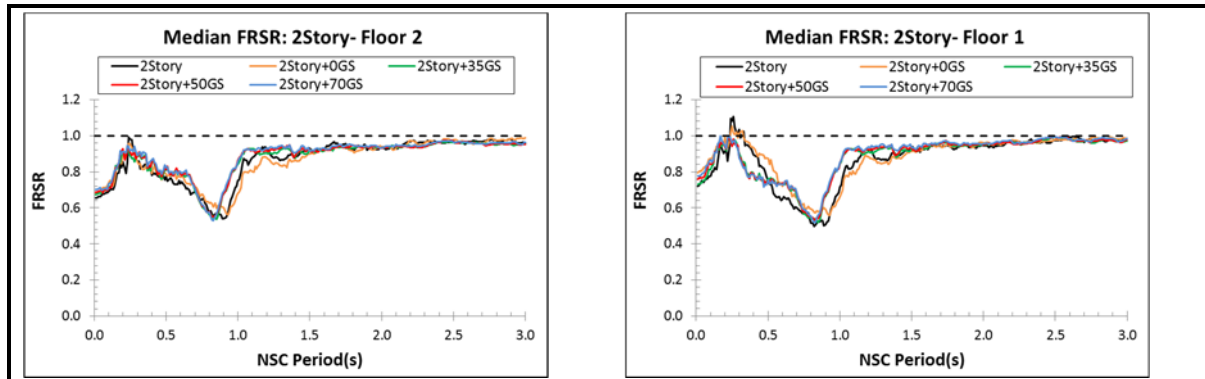 Median FRSR: 2Story- Floor 2
2Story 2Story+0GS 2Story+35GS
2Story+50GS 2Story+70GS
1.2
1.0
0.8
0.6
0.4
0.2
0.0
FRSR
0.0 0.5 1.0 1.5 2.0 2.5 3.0
NSC Period(s)
Median FRSR: 2Story- Floor 1
2Story 2Story+0GS 2Story+35GS
2Story+50GS 2Story+70GS
1.2
1.0
0.8
0.6
0.4
0.2
0.0
FRSR
0.0 0.5 1.0 1.5 2.0 2.5 3.0
NSC Period(s)